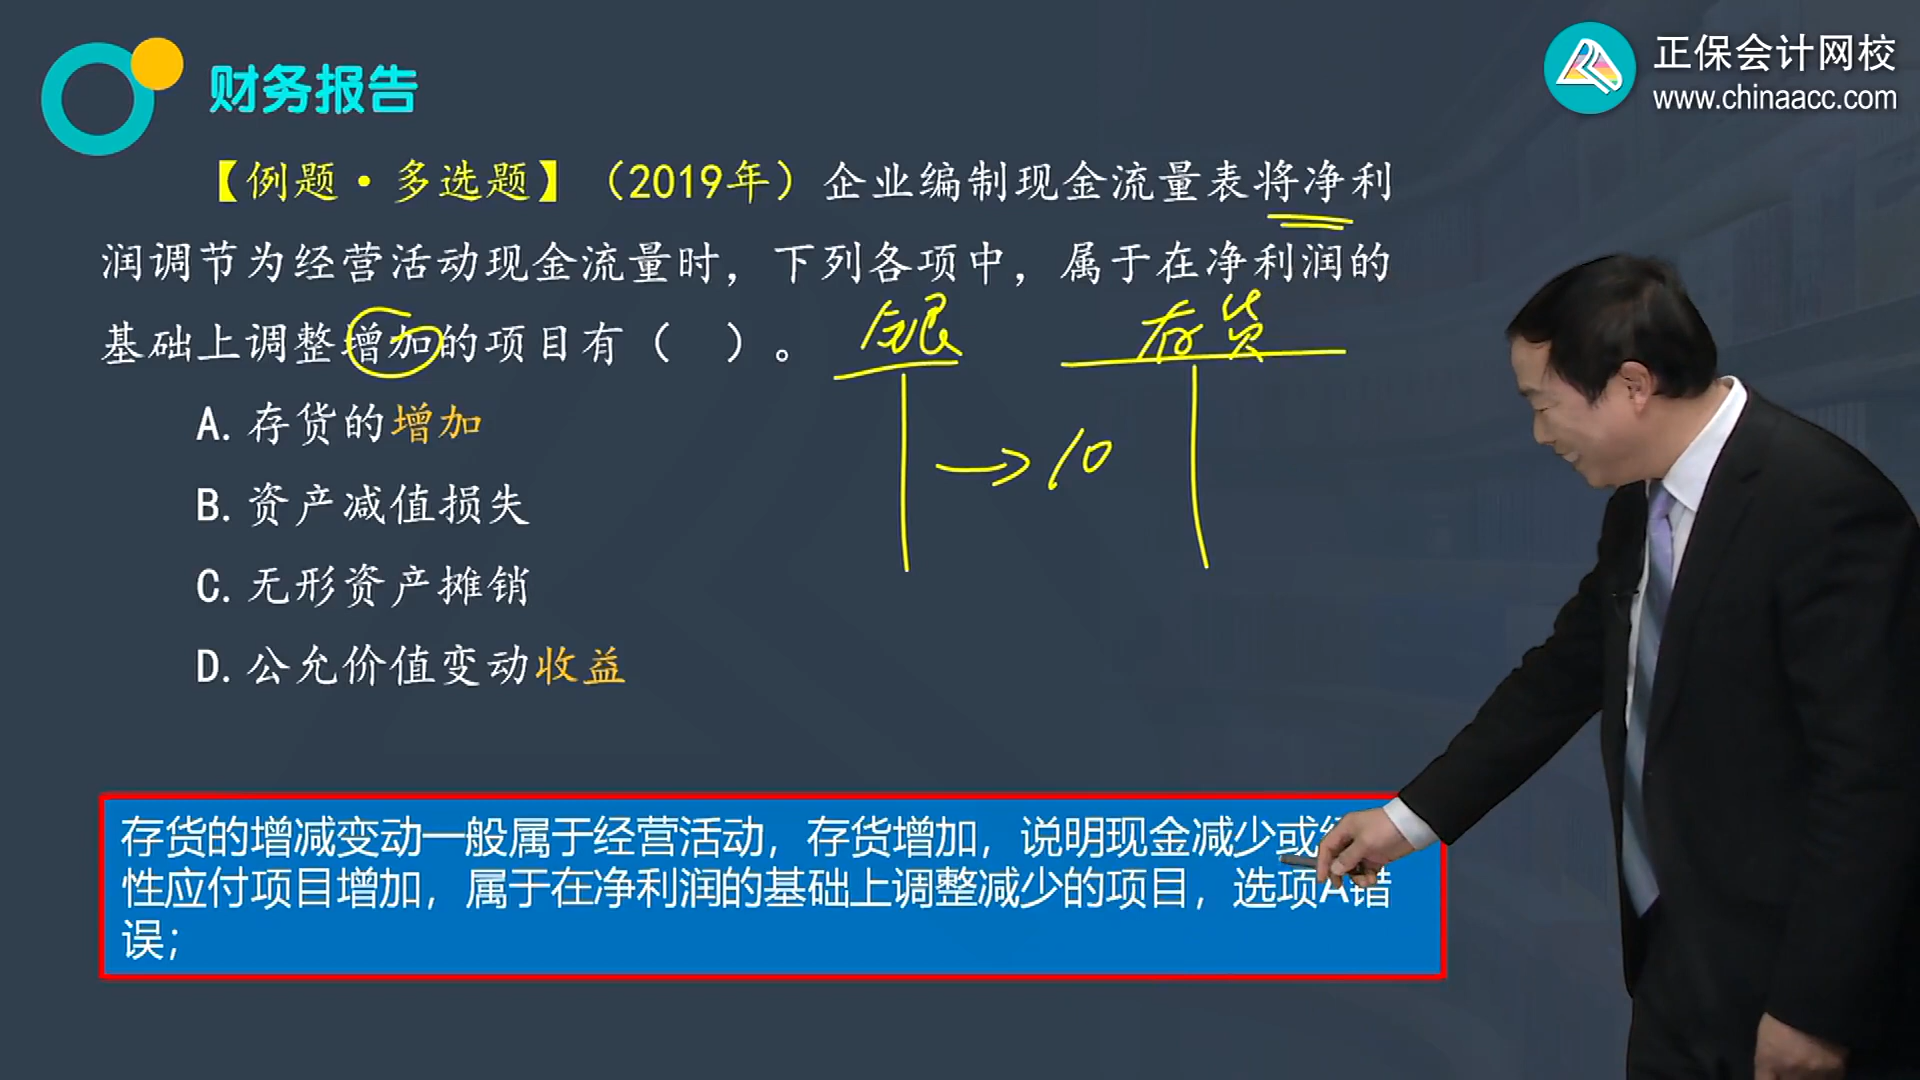 财务报告
正保会计网校
www.chinaacc.com
【例题·多选题】（2019年）企业编制现金流量表将净利
润调节为经营活动现金流量时，下列各项中，属于在净利润的
基础上调整增加的项目有（ ）。
存货
→10
A. 存货的增加
B. 资产减值损失
C. 无形资产摊销
D. 公允价值变动收益
存货的增减变动一般属于经营活动，存货增加，说明现金减少或
性应付项目增加，属于在净利润的基础上调整减少的项目，选项A错
误；